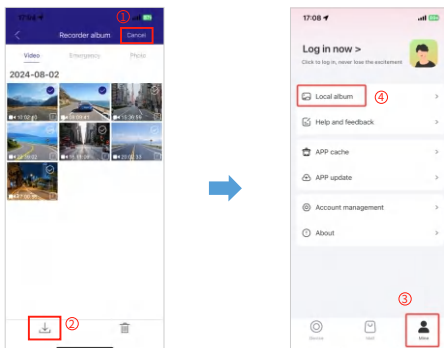 ①
Recorder album
Cancel
Video
Emergency
Photo
2024-08-02
②
17:08
Log in now >
Click to log in, never lose the excitement
Local album
④
Help and feedback
APP cache
APP update
Account management
About
③
Device
Mall
Mine